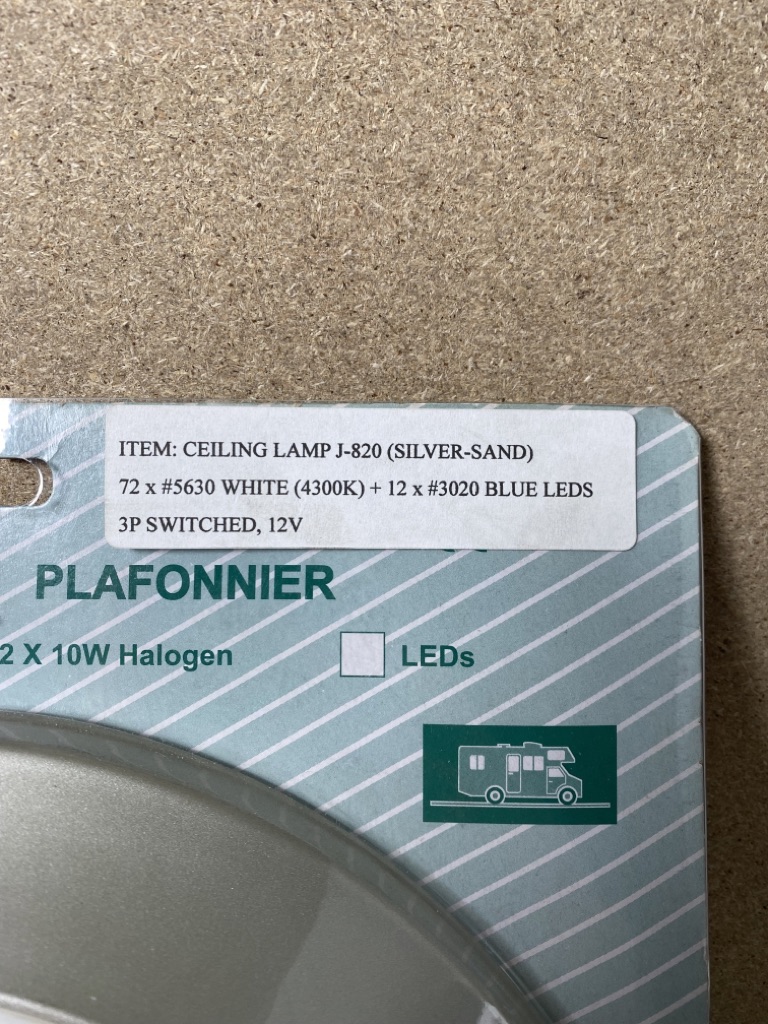 ITEM: CEILING LAMP J-820 (SILVER-SAND)
72 x #5630 WHITE (4300K) + 12 x #3020 BLUE LEDS
3P SWITCHED, 12V
PLAFONNIER
2 X 10W Halogen
LEDs